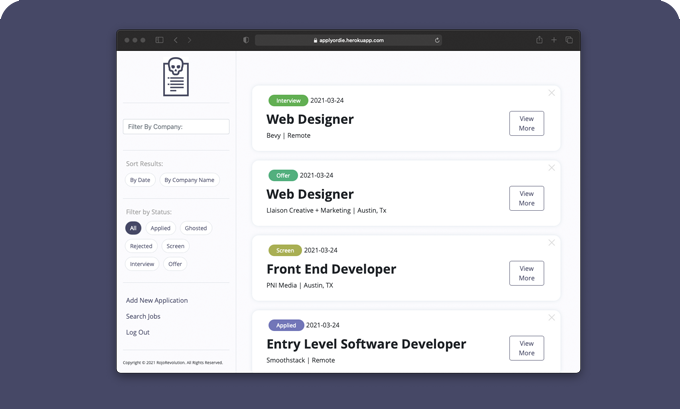 applyordie.herokuapp.com
Filter By Company:
Sort Results:
By Date
By Company Name
Filter by Status:
All
Applied
Ghosted
Rejected
Screen
Interview
Offer
Add New Application
Search Jobs
Log Out
Copyright © 2021 RojoRevolution. All Rights Reserved.
Interview 2021-03-24
Web Designer
Bevy | Remote
View
More
Offer 2021-03-24
Web Designer
Liaison Creative + Marketing | Austin, Tx
View
More
Screen 2021-03-24
Front End Developer
PNI Media | Austin, TX
View
More
Applied 2021-03-24
Entry Level Software Developer
Smoothstack | Remote
View
More